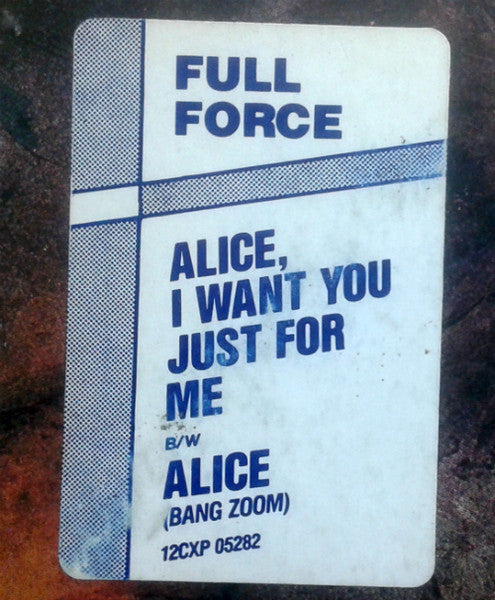 FULL
FORCE
ALICE,
I WANT YOU
JUST FOR
ME
B/W
ALICE
(BANG ZOOM)
12CXP 05282